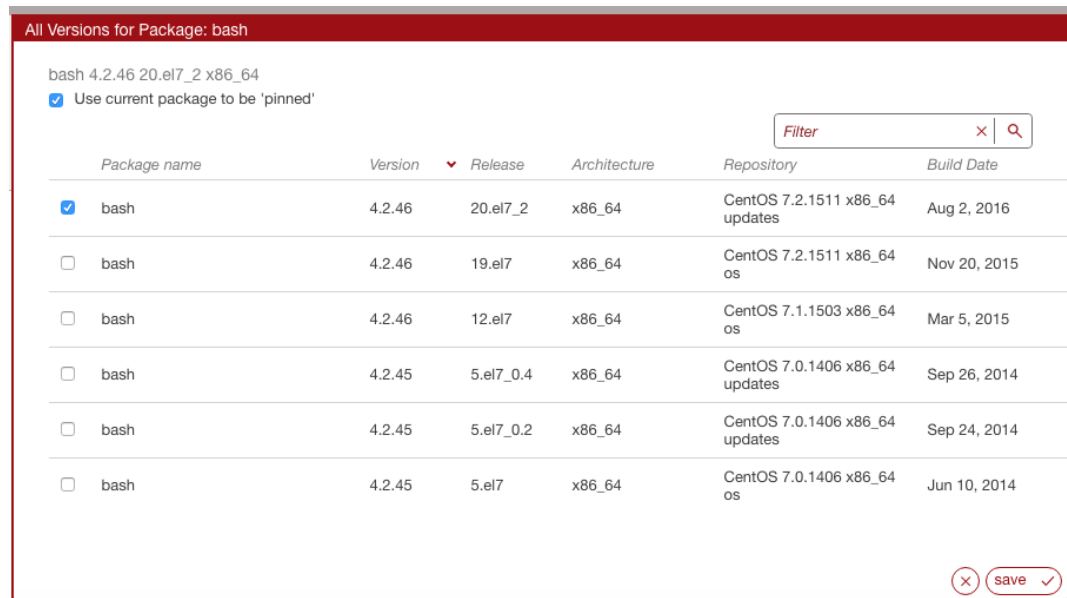 All Versions for Package: bash
bash 4.2.46 20.el7_2 x86_64
Use current package to be 'pinned'
Filter
Package name Version Release Architecture Repository Build Date
bash 4.2.46 20.el7_2 x86_64 CentOS 7.2.1511 x86_64 updates Aug 2, 2016
bash 4.2.46 19.el7 x86_64 CentOS 7.2.1511 x86_64 os Nov 20, 2015
bash 4.2.46 12.el7 x86_64 CentOS 7.1.1503 x86_64 os Mar 5, 2015
bash 4.2.45 5.el7_0.4 x86_64 CentOS 7.0.1406 x86_64 updates Sep 26, 2014
bash 4.2.45 5.el7_0.2 x86_64 CentOS 7.0.1406 x86_64 updates Sep 24, 2014
bash 4.2.45 5.el7 x86_64 CentOS 7.0.1406 x86_64 os Jun 10, 2014
save